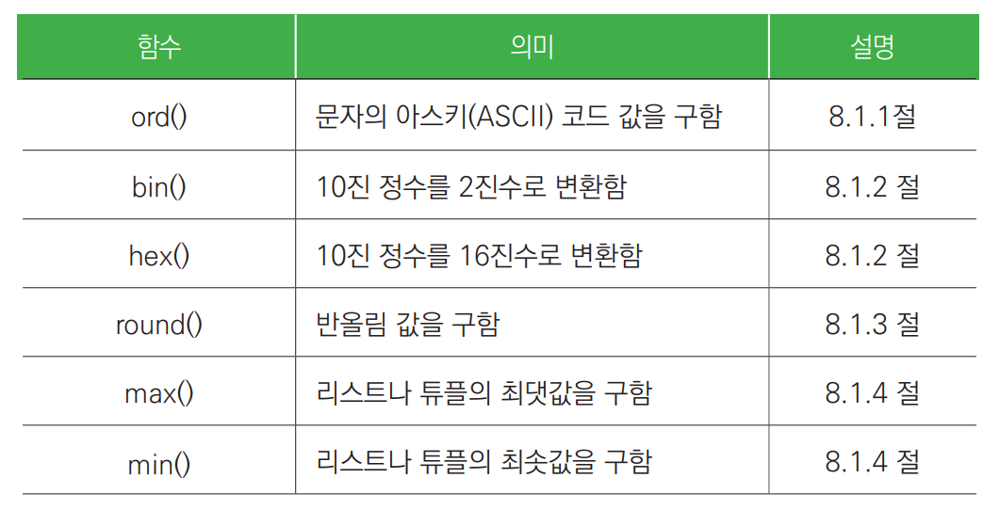 함수 의미 설명
ord() 문자의 아스키(ASCII) 코드 값을 구함 8.1.1절
bin() 10진 정수를 2진수로 변환함 8.1.2 절
hex() 10진 정수를 16진수로 변환함 8.1.2 절
round() 반올림 값을 구함 8.1.3 절
max() 리스트나 튜플의 최댓값을 구함 8.1.4 절
min() 리스트나 튜플의 최솟값을 구함 8.1.4 절